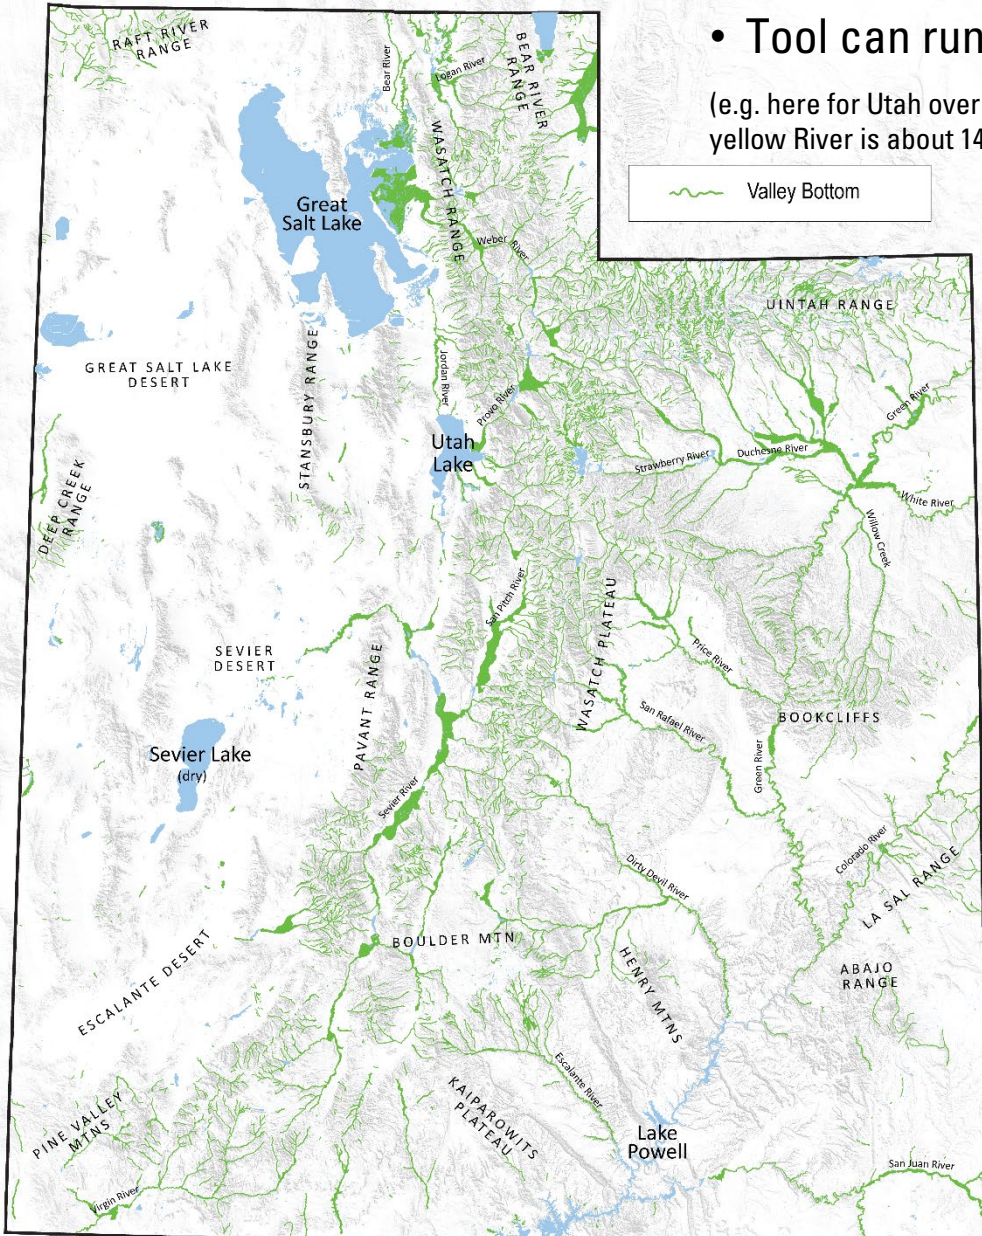 • Tool can run
(e.g. here for Utah over
yellow River is about 14
Valley Bottom
RAFT RIVER
RANGE
Bear River
Logan River
BEAR RIVER
RANGE
WASATCH RANGE
Great
Salt Lake
Weber River
UINTAH RANGE
GREAT SALT LAKE
DESERT
STANSBURY RANGE
Jordan River
Provo River
Green River
Utah
Lake
Strawberry River
Duchesne River
White River
DEEP CREEK
RANGE
Willow Creek
San Pitch River
WASATCH PLATEAU
SEVIER
DESERT
PAVANT RANGE
Price River
San Rafael River
BOOKCLIFFS
Sevier Lake
(dry)
Green River
Sevier River
Colorado River
Dirty Devil River
LA SAL RANGE
BOULDER MTN
ESCALANTE DESERT
HENRY MTNS
ABAJO
RANGE
Escalante River
KAIPAROWITS
PLATEAU
PINE VALLEY
MTNS
Lake
Powell
San Juan River
Virgin River